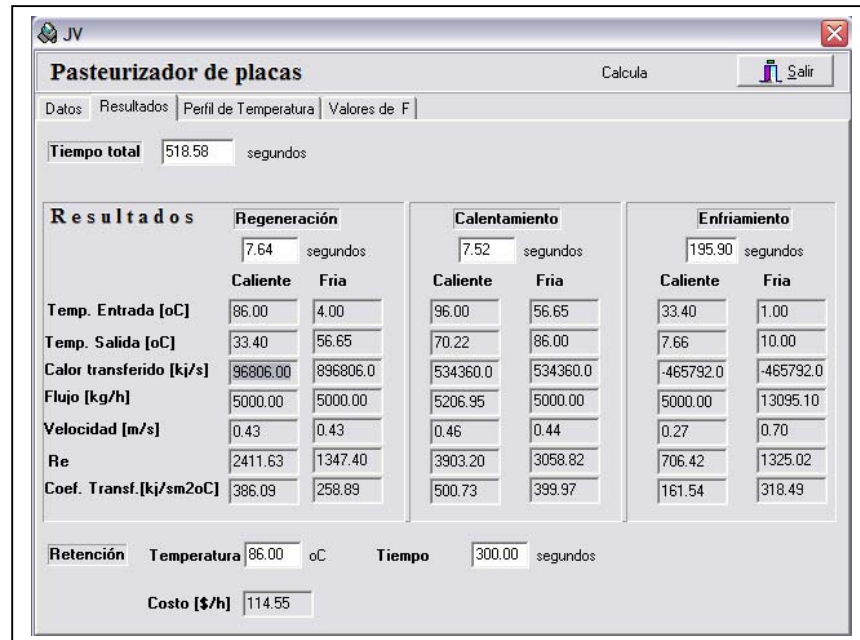 JV
Pasteurizador de placas Calcula Salir
Datos Resultados Perfil de Temperatura Valores de F
Tiempo total 518.58 segundos
Resultados Regeneración Calentamiento Enfriamiento
7.64 segundos 7.52 segundos 195.90 segundos
Caliente Fria Caliente Fria Caliente Fria
Temp. Entrada [oC] 86.00 4.00 96.00 56.65 33.40 1.00
Temp. Salida [oC] 33.40 56.65 70.22 86.00 7.66 10.00
Calor transferido [kj/s] 96806.00 896806.0 534360.0 534360.0 -465792.0 -465792.0
Flujo [kg/h] 5000.00 5000.00 5206.95 5000.00 5000.00 13095.10
Velocidad [m/s] 0.43 0.43 0.46 0.44 0.27 0.70
Re 2411.63 1347.40 3903.20 3058.82 706.42 1325.02
Coef. Transf.[kj/sm2oC] 386.09 258.89 500.73 399.97 161.54 318.49
Retención Temperatura 86.00 oC Tiempo 300.00 segundos
Costo [$/h] 114.55